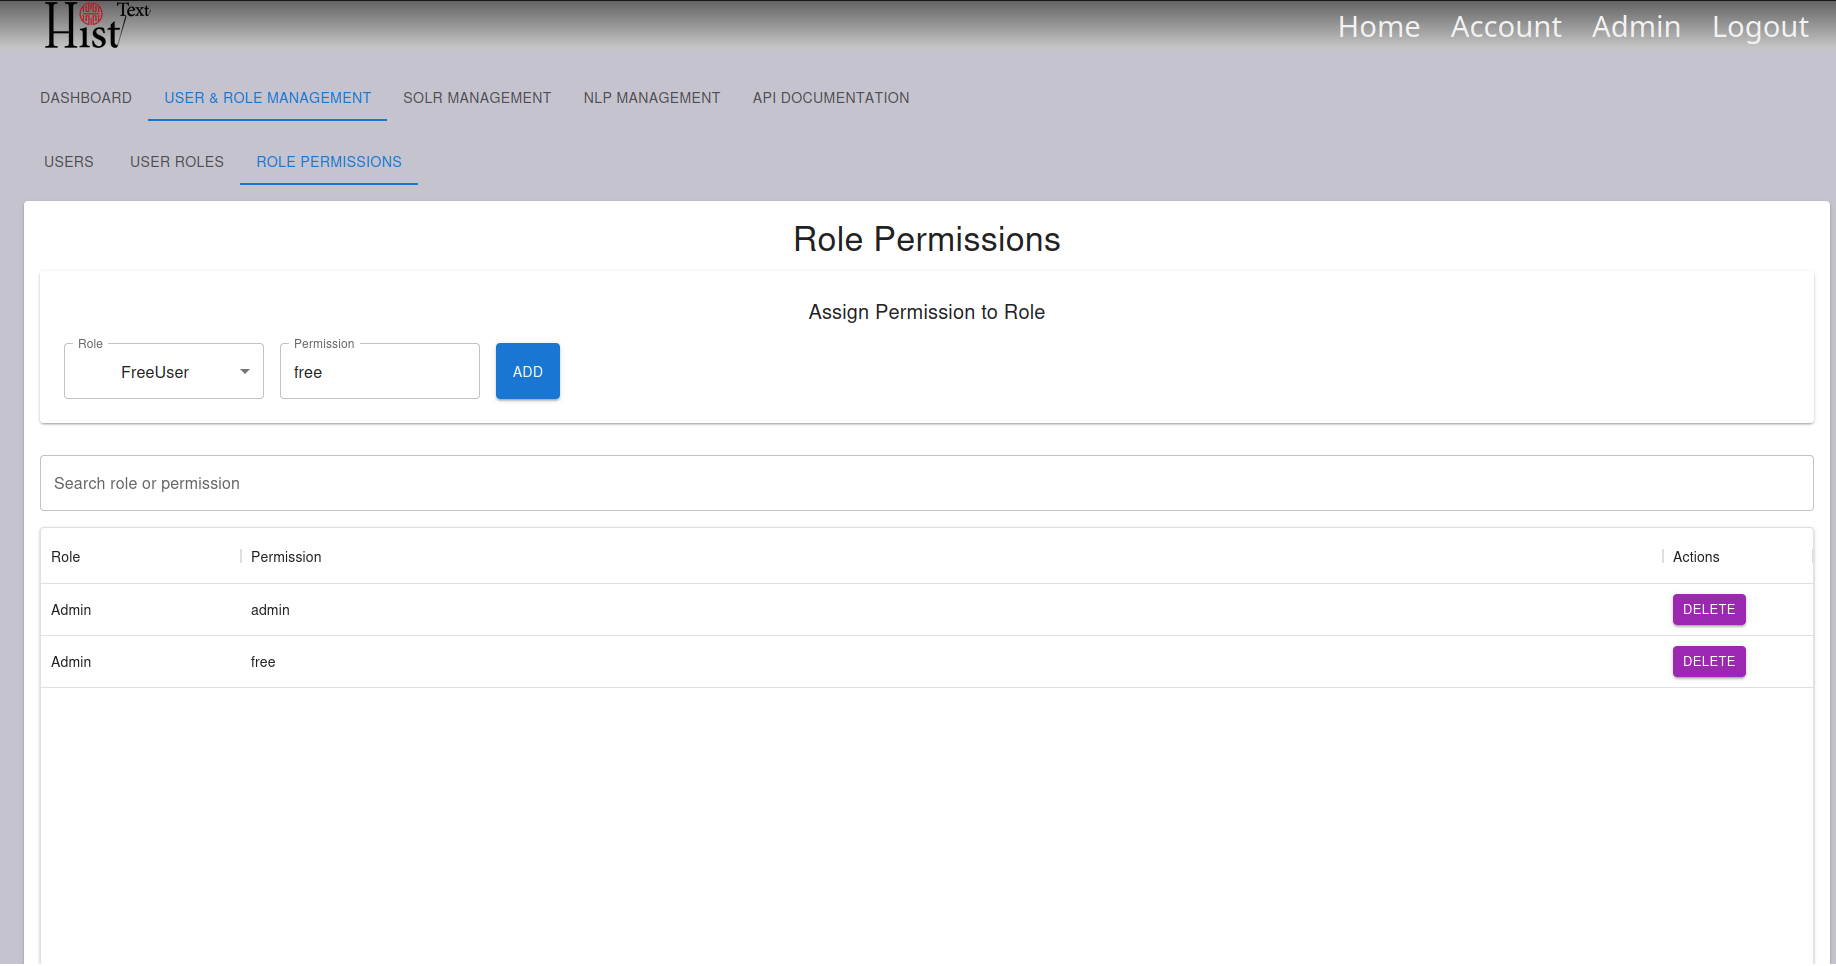 Hist Text
Home Account Admin Logout
DASHBOARD USER & ROLE MANAGEMENT SOLR MANAGEMENT NLP MANAGEMENT API DOCUMENTATION
USERS USER ROLES ROLE PERMISSIONS
Role Permissions
Assign Permission to Role
Role Permission
FreeUser free ADD
Search role or permission
Role Permission Actions
Admin admin DELETE
Admin free DELETE